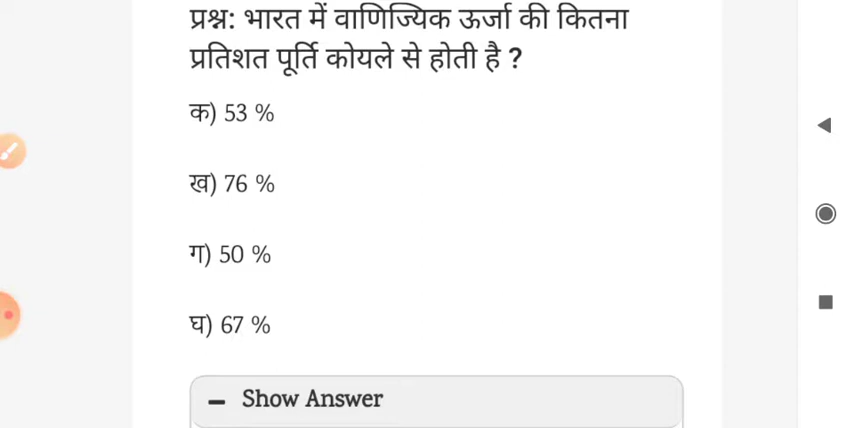 प्रश्न: भारत में वाणिज्यिक ऊर्जा की कितना
प्रतिशत पूर्ति कोयले से होती है ?
क) 53 %
ख) 76 %
ग) 50 %
घ) 67 %
– Show Answer